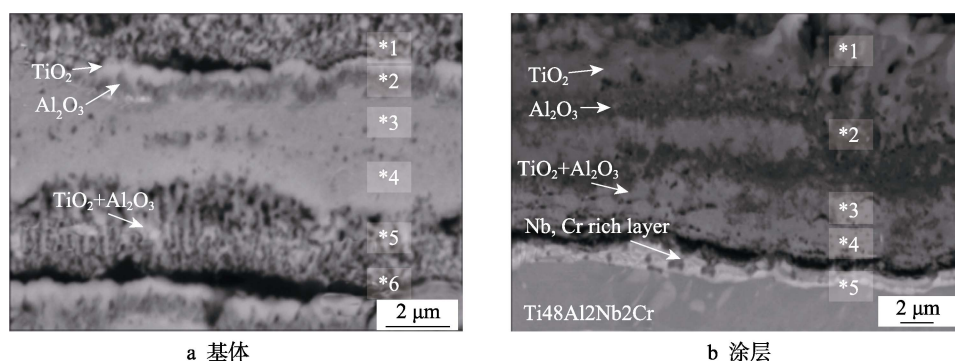 *1
TiO₂
*2
Al₂O₃
*3
*4
TiO₂+Al₂O₃
*5
*6
2 μm
a 基体
*1
TiO₂
Al₂O₃
*2
TiO₂+Al₂O₃
*3
Nb, Cr rich layer
*4
*5
Ti48Al2Nb2Cr
2 μm
b 涂层